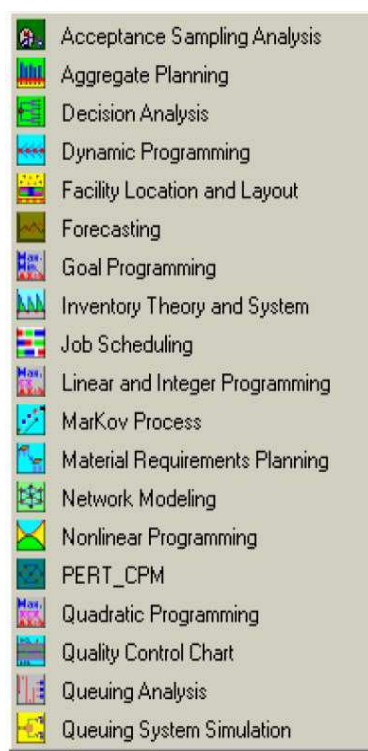 Acceptance Sampling Analysis
Aggregate Planning
Decision Analysis
Dynamic Programming
Facility Location and Layout
Forecasting
Goal Programming
Inventory Theory and System
Job Scheduling
Linear and Integer Programming
MarKov Process
Material Requirements Planning
Network Modeling
Nonlinear Programming
PERT_CPM
Quadratic Programming
Quality Control Chart
Queuing Analysis
Queuing System Simulation